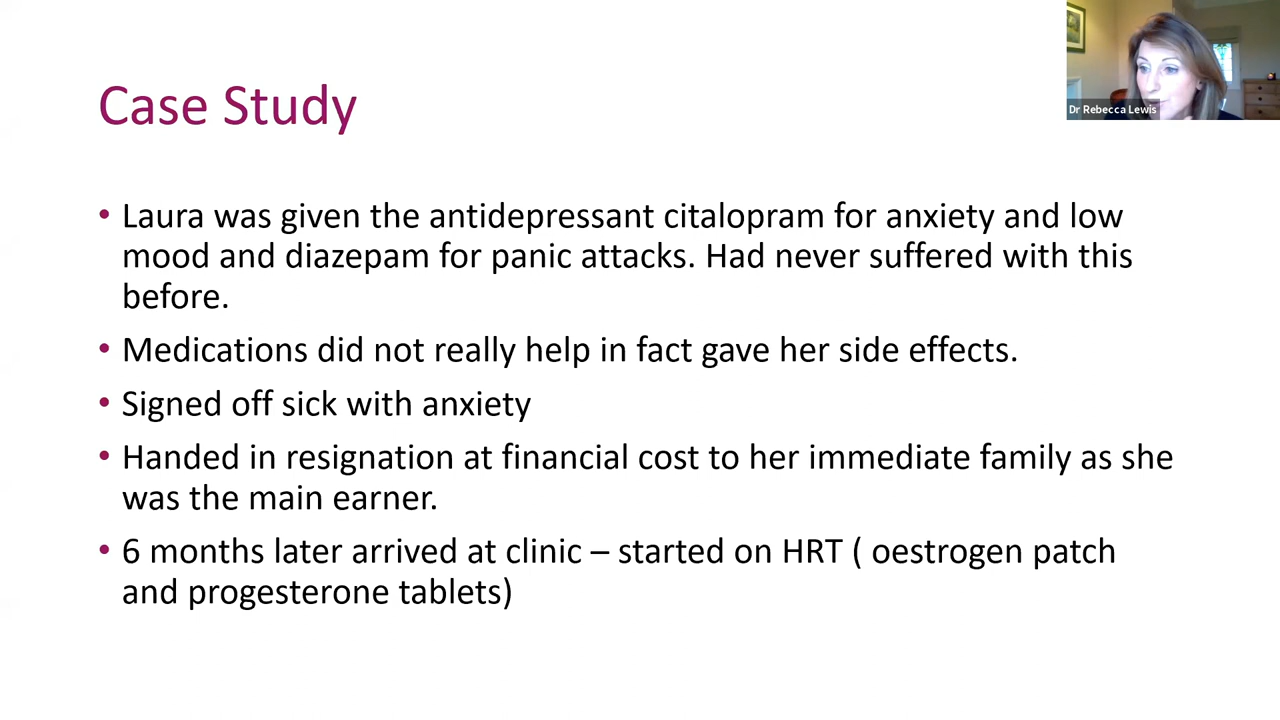 Case Study
Dr Rebecca Lewis
• Laura was given the antidepressant citalopram for anxiety and low
mood and diazepam for panic attacks. Had never suffered with this
before.
• Medications did not really help in fact gave her side effects.
• Signed off sick with anxiety
• Handed in resignation at financial cost to her immediate family as she
was the main earner.
• 6 months later arrived at clinic – started on HRT ( oestrogen patch
and progesterone tablets)